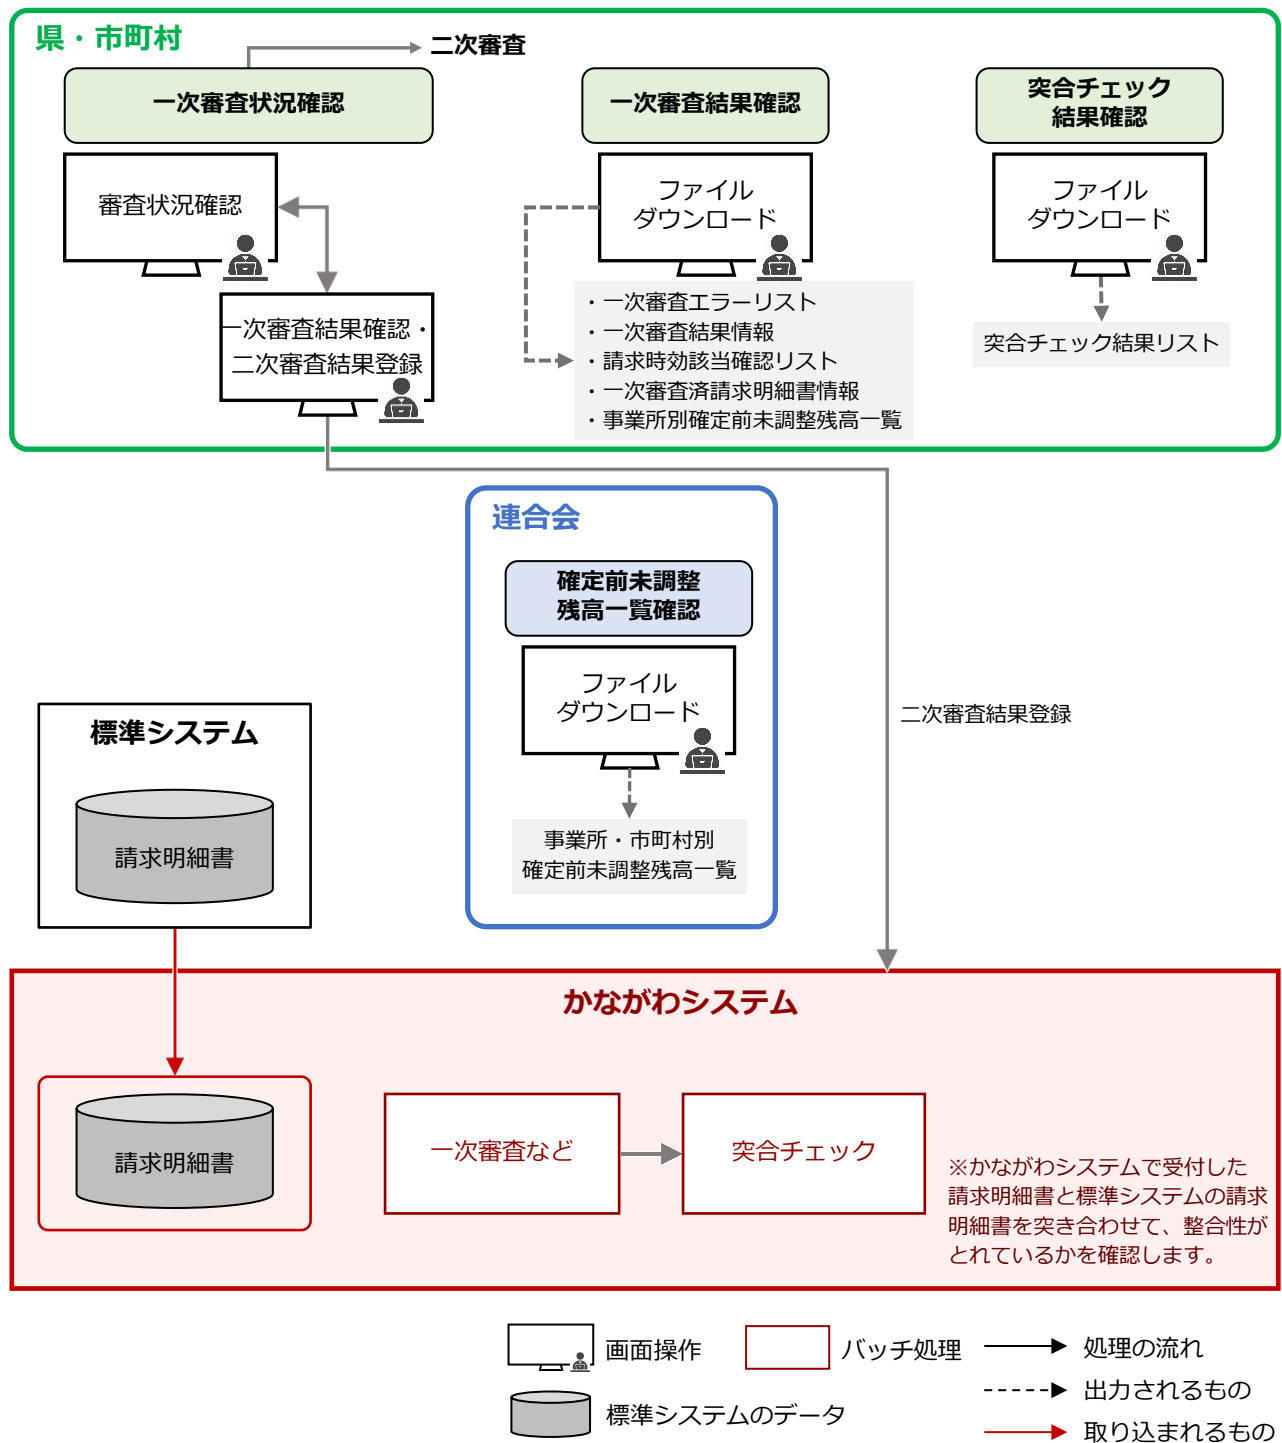 県・市町村
二次審査
一次審査状況確認
一次審査結果確認
突合チェック
結果確認
審査状況確認
ファイル
ダウンロード
ファイル
ダウンロード
一次審査結果確認・
二次審査結果登録
・一次審査エラーリスト
・一次審査結果情報
・請求時効該当確認リスト
・一次審査済請求明細書情報
・事業所別確定前未調整残高一覧
突合チェック結果リスト
連合会
確定前未調整
残高一覧確認
ファイル
ダウンロード
事業所・市町村別
確定前未調整残高一覧
二次審査結果登録
標準システム
請求明細書
かながわシステム
請求明細書
一次審査など
突合チェック
※かながわシステムで受付した
請求明細書と標準システムの請求
明細書を突き合わせて、整合性が
とれているかを確認します。
画面操作
バッチ処理
処理の流れ
標準システムのデータ
出力されるもの
取り込まれるもの